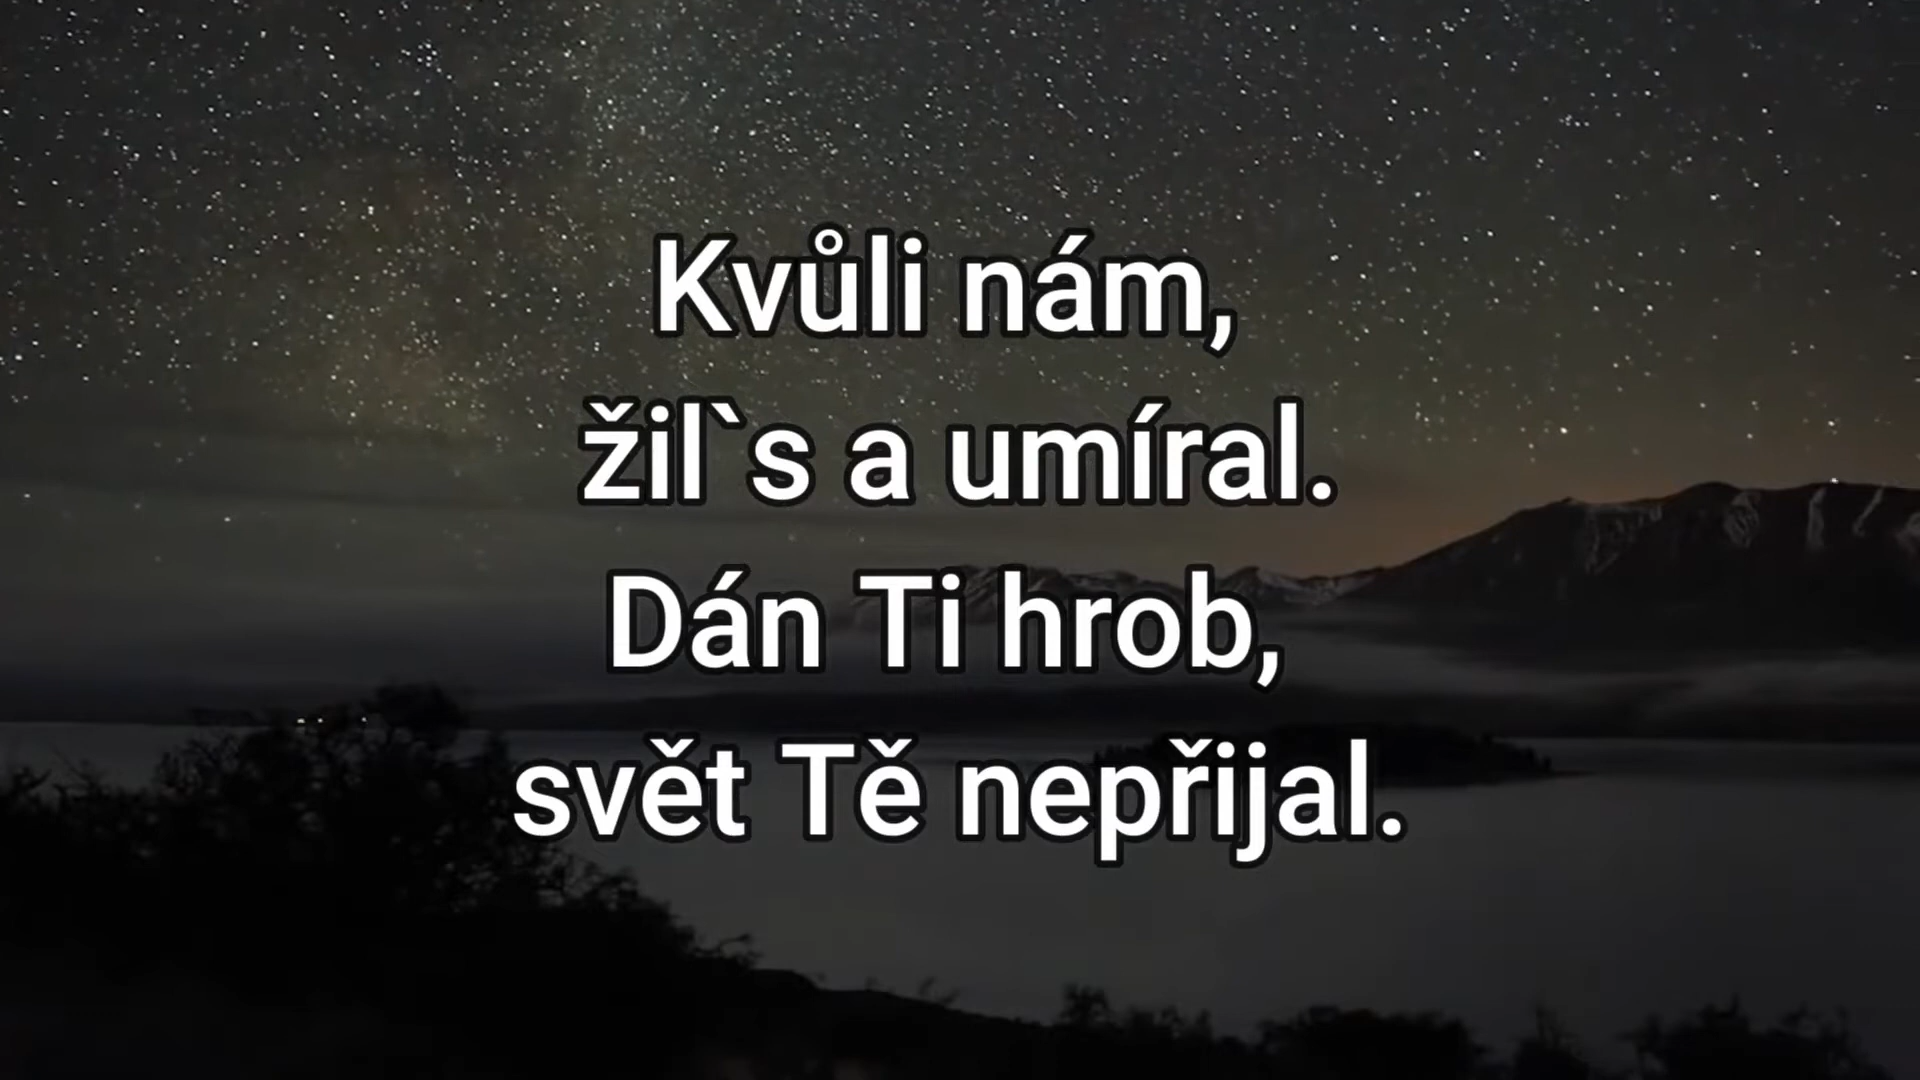 Kvůli nám,
žil`s a umíral.
Dán Ti hrob,
svět Tě nepřijal.